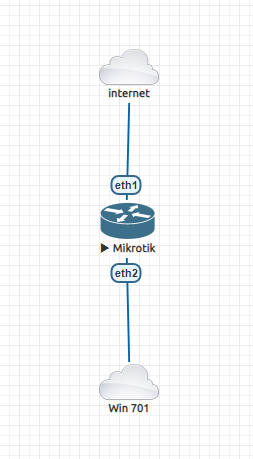 internet
eth1
Mikrotik
eth2
Win 701